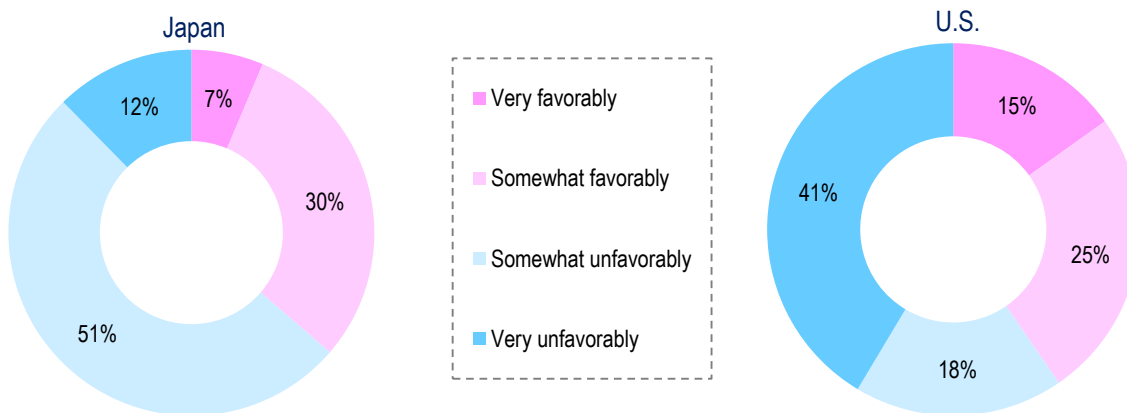 Japan
12%
7%
30%
51%
Very favorably
Somewhat favorably
Somewhat unfavorably
Very unfavorably
U.S.
15%
41%
25%
18%